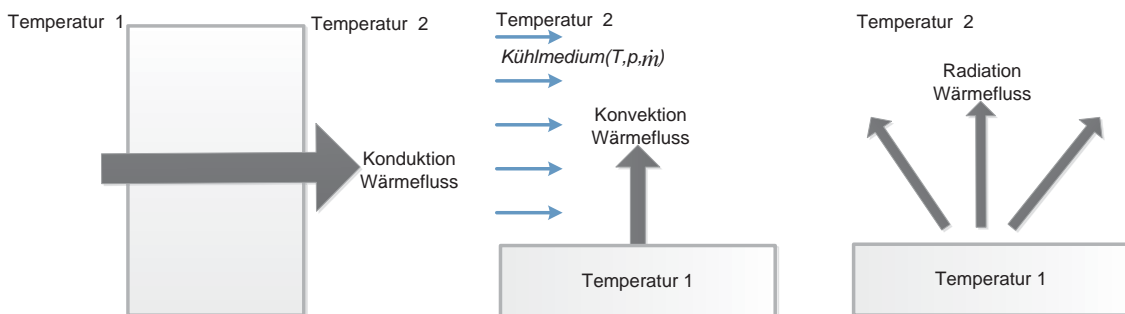 Temperatur 1
Temperatur 2
Konduktion
Wärmefluss
Temperatur 2
Kühlmedium(T,p,ṁ)
Konvektion
Wärmefluss
Temperatur 1
Temperatur 2
Radiation
Wärmefluss
Temperatur 1